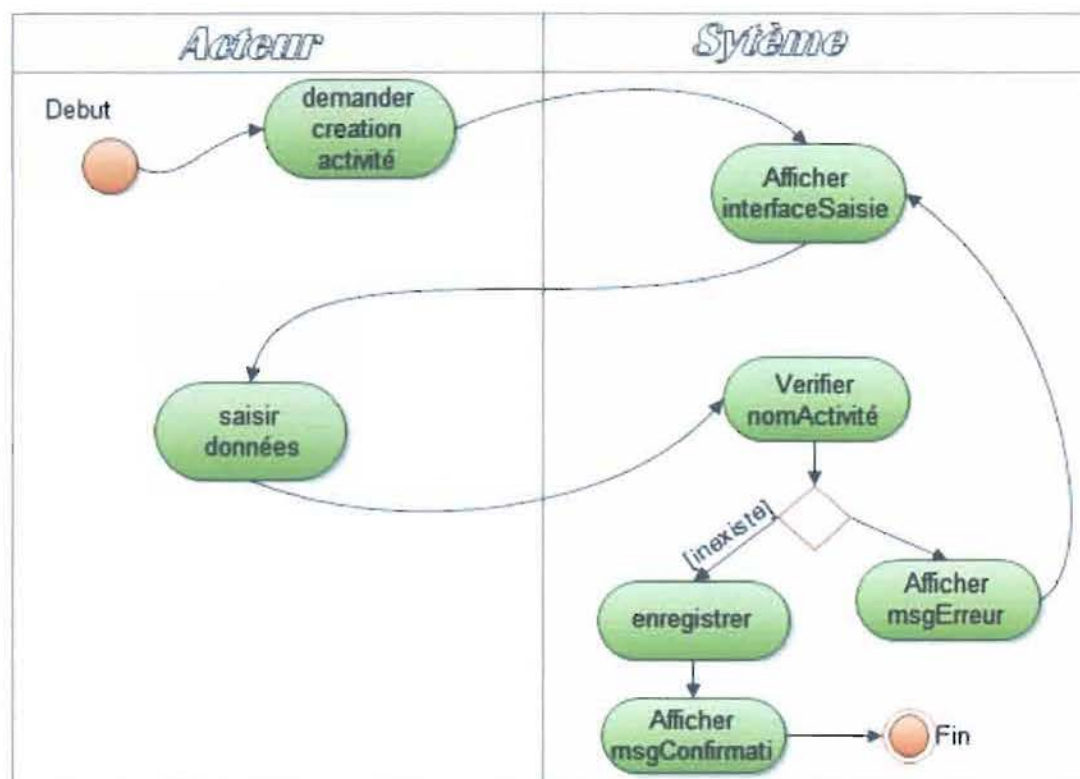 Acteur
Sytème
Debut
demander
creation
activité
Afficher
interfaceSaisie
saisir
données
Verifier
nomActivité
[inexiste]
Afficher
msgErreur
enregistrer
Afficher
msgConfirmati
Fin